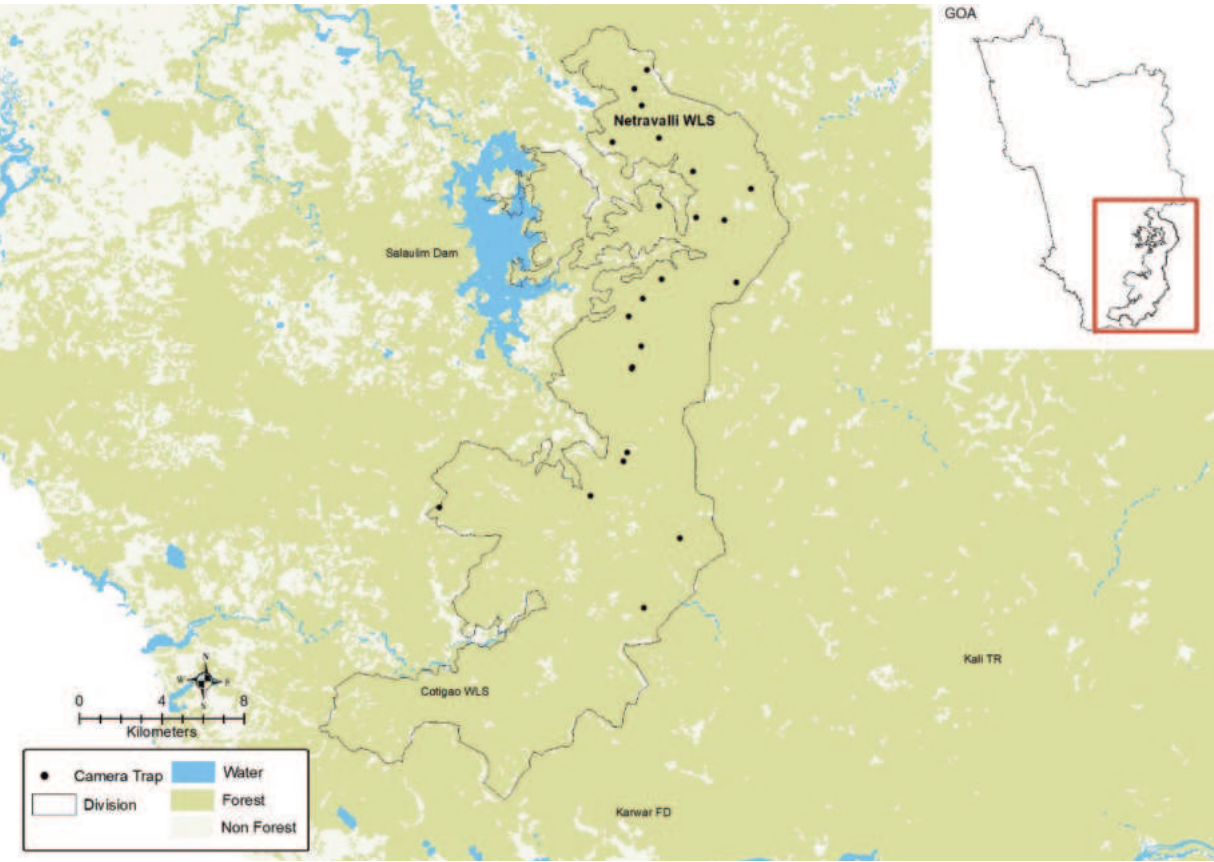 GOA
Netravalli WLS
Salaulim Dam
Kali TR
Cotigao WLS
Karwar FD
N
W E
S
0 4 8
Kilometers
Camera Trap
Division
Water
Forest
Non Forest